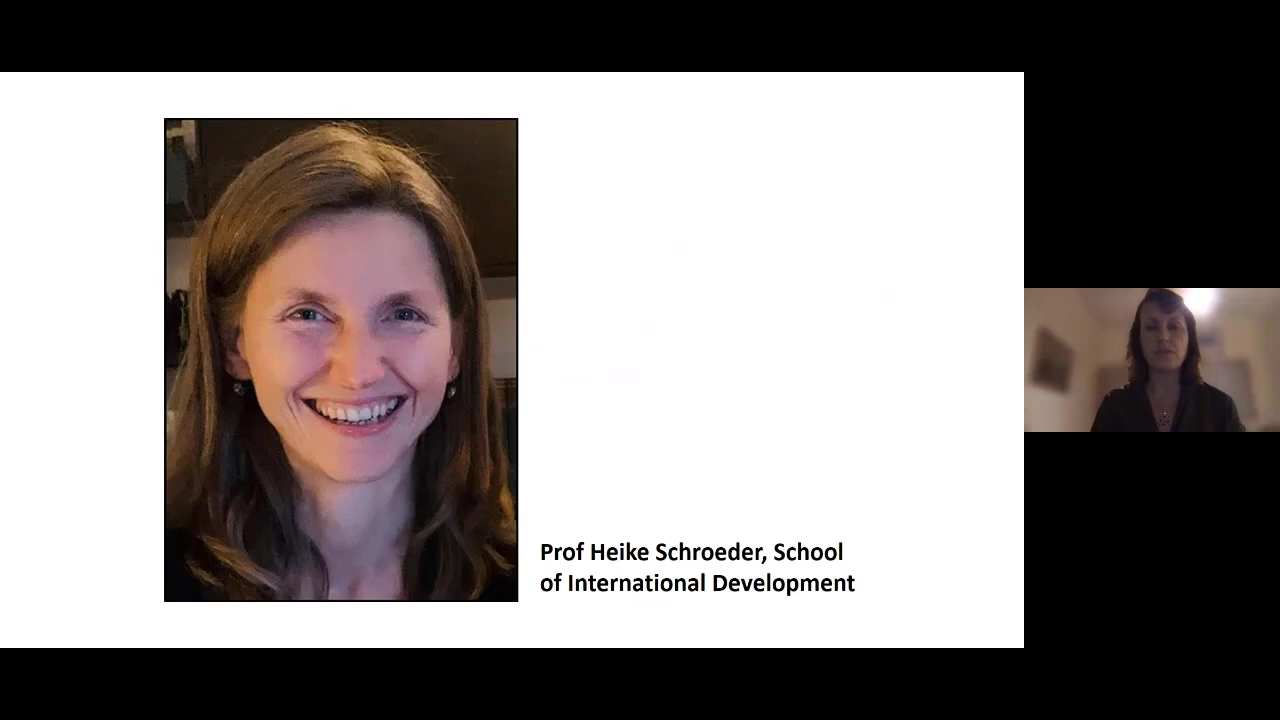 Prof Heike Schroeder, School
of International Development